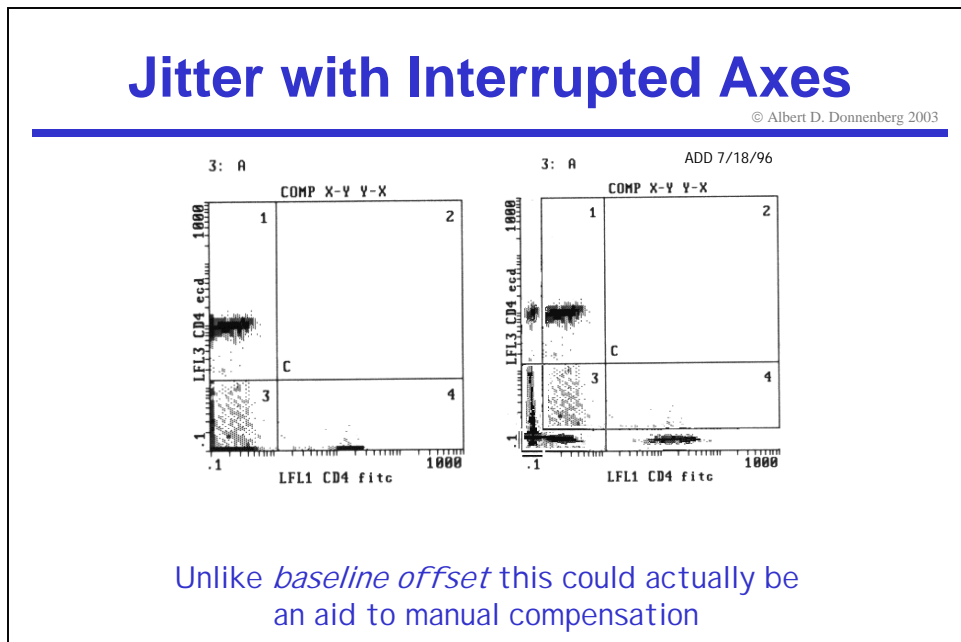 Jitter with Interrupted Axes
© Albert D. Donnenberg 2003
3: A
COMP X-Y Y-X
1000
1
2
LFL3 CD4 ecd
C
3
4
.1
.1
1000
LFL1 CD4 fitc
3: A
ADD 7/18/96
COMP X-Y Y-X
1000
1
2
LFL3 CD4 ecd
C
3
4
.1
.1
1000
LFL1 CD4 fitc
Unlike baseline offset this could actually be
an aid to manual compensation